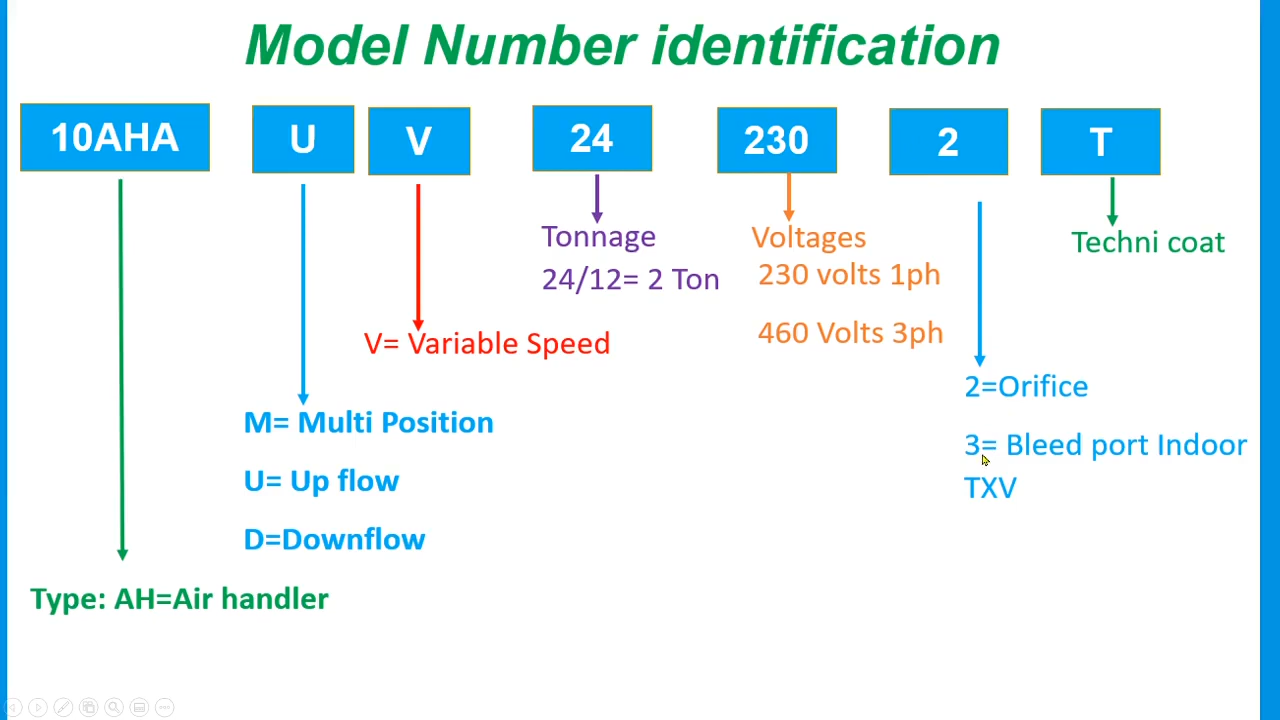 Model Number identification
10AHA
U
V
24
230
2
T
Tonnage
24/12= 2 Ton
Voltages
230 volts 1ph
460 Volts 3ph
Techni coat
V= Variable Speed
2=Orifice
3= Bleed port Indoor
TXV
M= Multi Position
U= Up flow
D=Downflow
Type: AH=Air handler